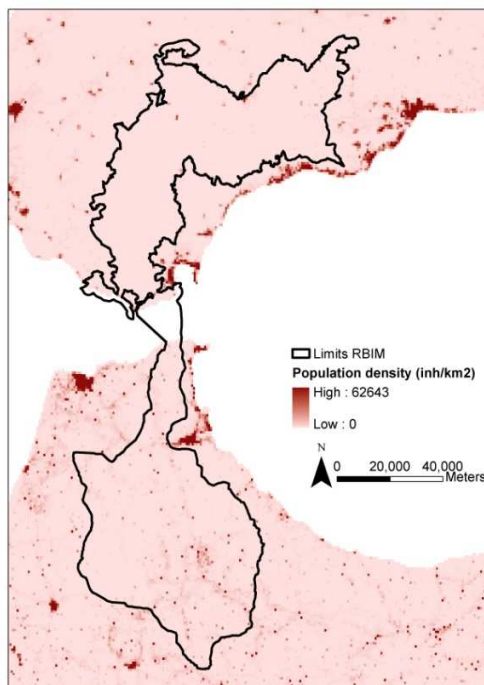 Limits RBIM
Population density (inh/km2)
High : 62643
Low : 0
N
0 20,000 40,000
Meters